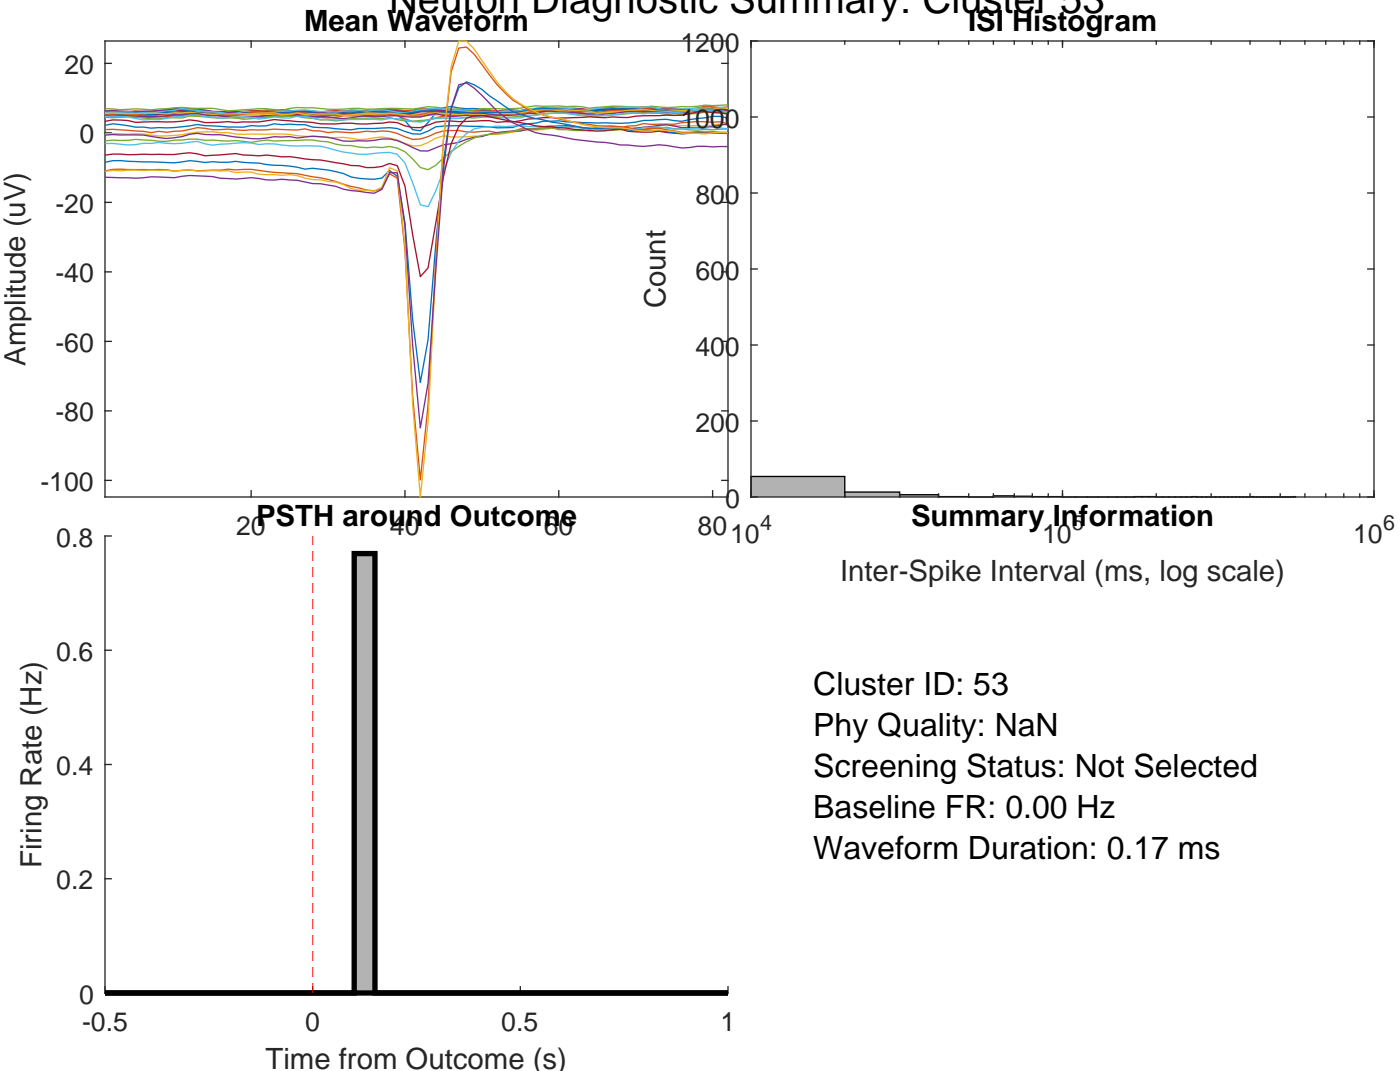 Neuron Diagnostic Summary: Cluster 53
Mean Waveform
ISI Histogram
20
0
-20
-40
-60
-80
-100
Amplitude (uV)
20
40
60
80
1200
1000
800
600
400
200
0
Count
10^4
10^5
10^6
Inter-Spike Interval (ms, log scale)
PSTH around Outcome
0.8
0.6
0.4
0.2
0
Firing Rate (Hz)
-0.5
0
0.5
1
Time from Outcome (s)
Summary Information
Cluster ID: 53
Phy Quality: NaN
Screening Status: Not Selected
Baseline FR: 0.00 Hz
Waveform Duration: 0.17 ms